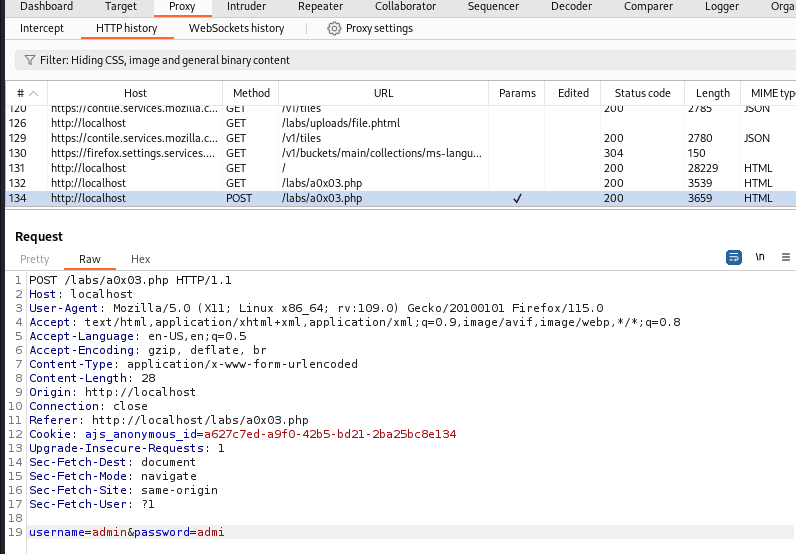 Dashboard Target Proxy Intruder Repeater Collaborator Sequencer Decoder Comparer Logger Orga
Intercept HTTP history WebSockets history Proxy settings
Filter: Hiding CSS, image and general binary content
# Host Method URL Params Edited Status code Length MIME type
120 https://contile.services.mozilla.c... GET /v1/tiles 200 2785 JSON
126 http://localhost GET /labs/uploads/file.phtml
129 https://contile.services.mozilla.c... GET /v1/tiles 200 2780 JSON
130 https://firefox.settings.services.... GET /v1/buckets/main/collections/ms-langu... 304 150
131 http://localhost GET / 200 28229 HTML
132 http://localhost GET /labs/a0x03.php 200 3539 HTML
134 http://localhost POST /labs/a0x03.php ✓ 200 3659 HTML
Request
Pretty Raw Hex \n
1 POST /labs/a0x03.php HTTP/1.1
2 Host: localhost
3 User-Agent: Mozilla/5.0 (X11; Linux x86_64; rv:109.0) Gecko/20100101 Firefox/115.0
4 Accept: text/html,application/xhtml+xml,application/xml;q=0.9,image/avif,image/webp,*/*;q=0.8
5 Accept-Language: en-US,en;q=0.5
6 Accept-Encoding: gzip, deflate, br
7 Content-Type: application/x-www-form-urlencoded
8 Content-Length: 28
9 Origin: http://localhost
10 Connection: close
11 Referer: http://localhost/labs/a0x03.php
12 Cookie: ajs_anonymous_id=a627c7ed-a9f0-42b5-bd21-2ba25bc8e134
13 Upgrade-Insecure-Requests: 1
14 Sec-Fetch-Dest: document
15 Sec-Fetch-Mode: navigate
16 Sec-Fetch-Site: same-origin
17 Sec-Fetch-User: ?1
18
19 username=admin&password=admi